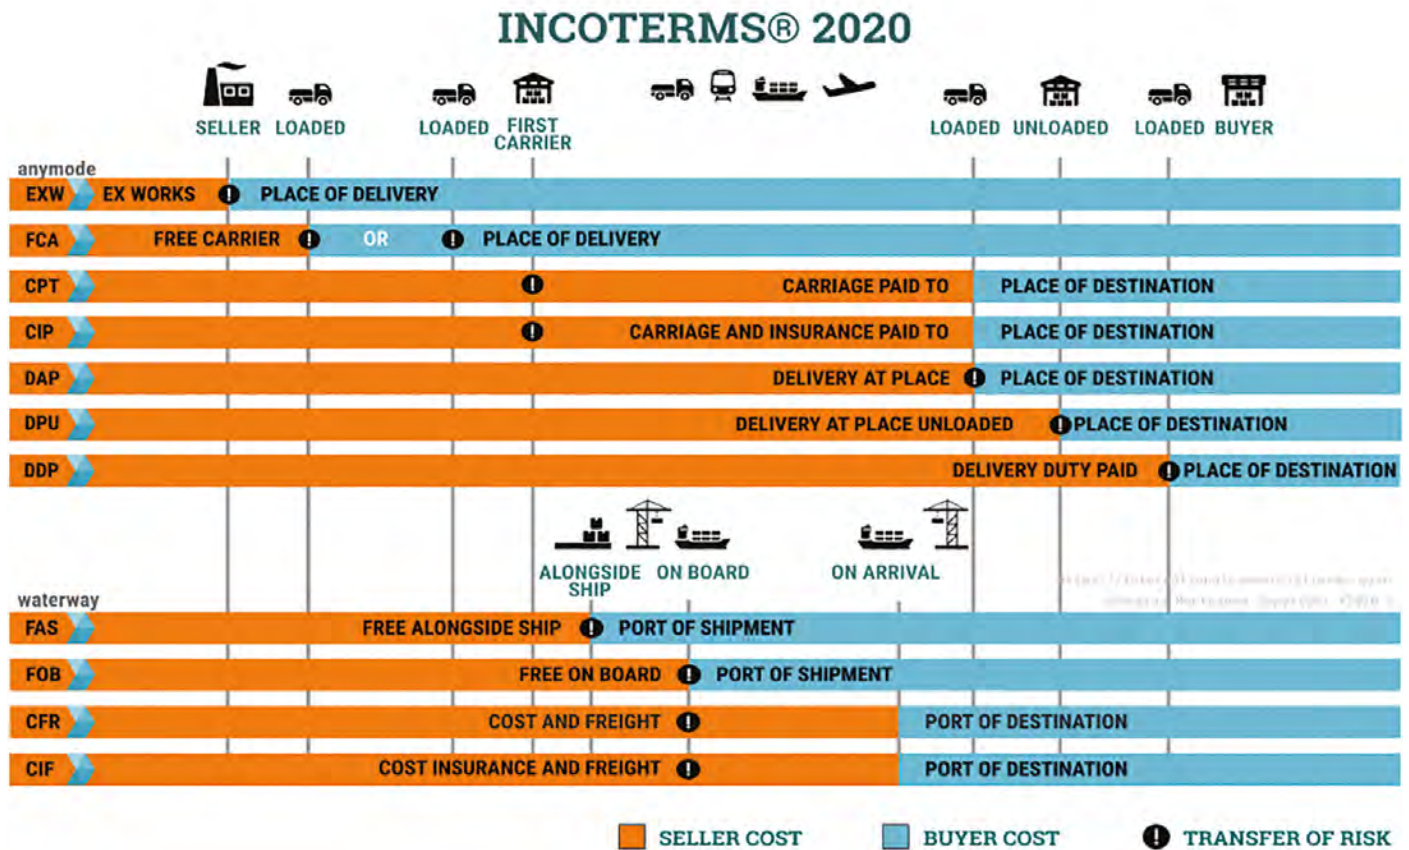 INCOTERMS® 2020
SELLER LOADED LOADED FIRST CARRIER LOADED UNLOADED LOADED BUYER
anymode
EXW EX WORKS ! PLACE OF DELIVERY
FCA FREE CARRIER ! OR ! PLACE OF DELIVERY
CPT ! CARRIAGE PAID TO PLACE OF DESTINATION
CIP ! CARRIAGE AND INSURANCE PAID TO PLACE OF DESTINATION
DAP DELIVERY AT PLACE ! PLACE OF DESTINATION
DPU DELIVERY AT PLACE UNLOADED ! PLACE OF DESTINATION
DDP DELIVERY DUTY PAID ! PLACE OF DESTINATION
ALONGSIDE SHIP ON BOARD ON ARRIVAL
waterway
FAS FREE ALONGSIDE SHIP ! PORT OF SHIPMENT
FOB FREE ON BOARD ! PORT OF SHIPMENT
CFR COST AND FREIGHT ! PORT OF DESTINATION
CIF COST INSURANCE AND FREIGHT ! PORT OF DESTINATION
SELLER COST BUYER COST ! TRANSFER OF RISK